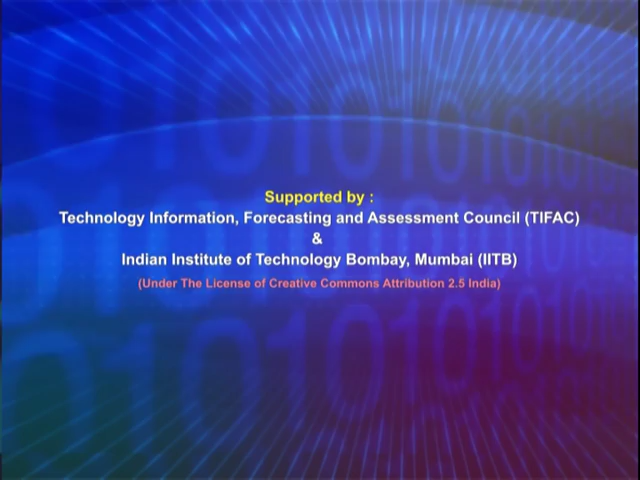 Supported by :
Technology Information, Forecasting and Assessment Council (TIFAC)
&
Indian Institute of Technology Bombay, Mumbai (IITB)
(Under The License of Creative Commons Attribution 2.5 India)